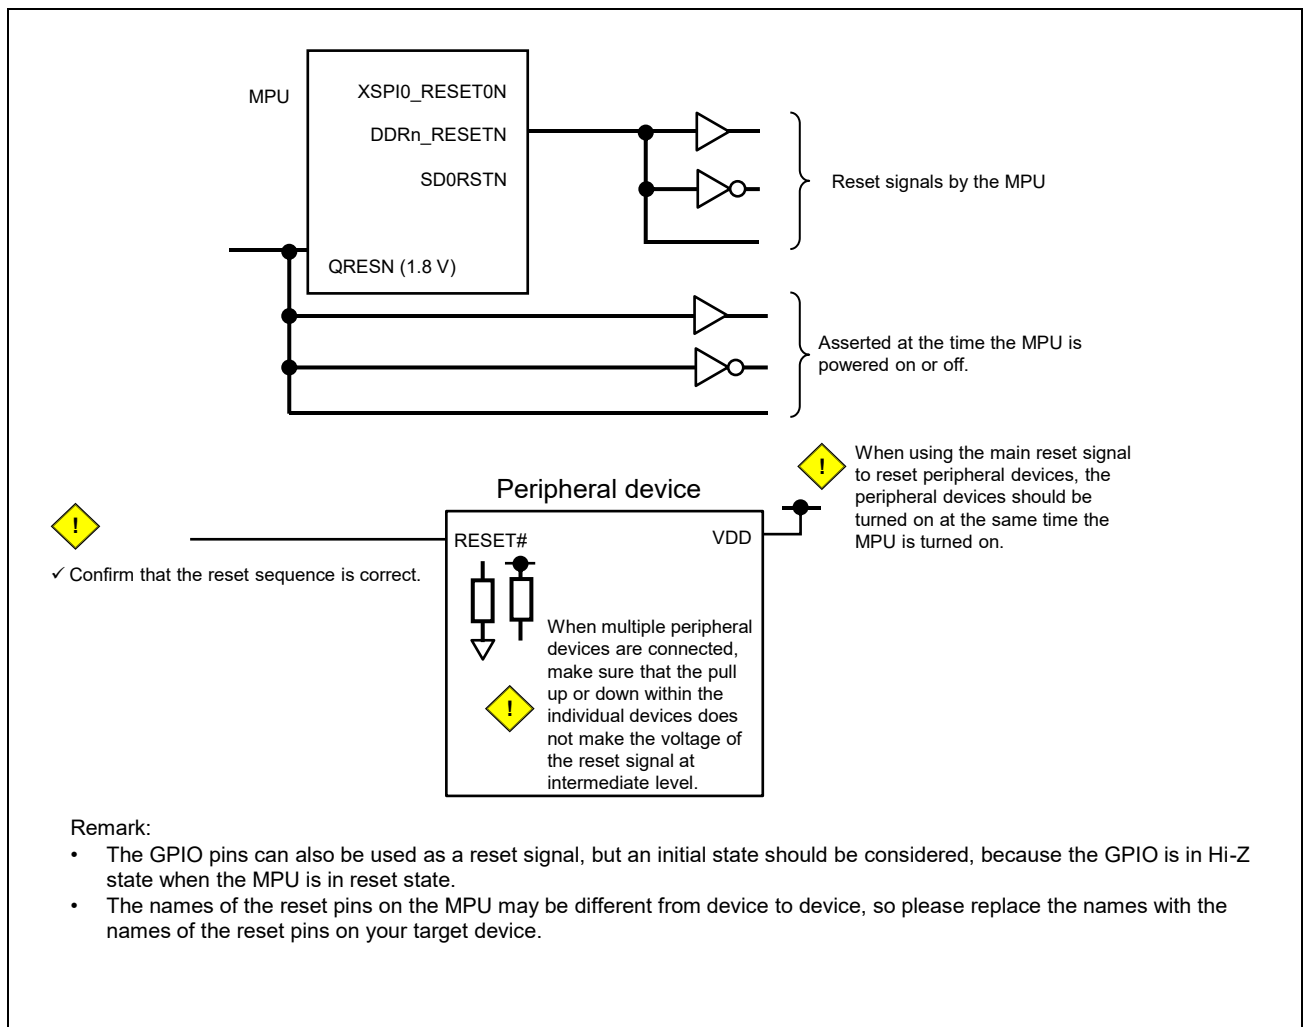 MPU
XSPI0_RESET0N
DDRn_RESETN
SD0RSTN
QRESN (1.8 V)
Reset signals by the MPU
Asserted at the time the MPU is
powered on or off.
!
When using the main reset signal
to reset peripheral devices, the
peripheral devices should be
turned on at the same time the
MPU is turned on.
Peripheral device
!
✓ Confirm that the reset sequence is correct.
RESET#
VDD
!
When multiple peripheral
devices are connected,
make sure that the pull
up or down within the
individual devices does
not make the voltage of
the reset signal at
intermediate level.
Remark:
• The GPIO pins can also be used as a reset signal, but an initial state should be considered, because the GPIO is in Hi-Z
state when the MPU is in reset state.
• The names of the reset pins on the MPU may be different from device to device, so please replace the names with the
names of the reset pins on your target device.